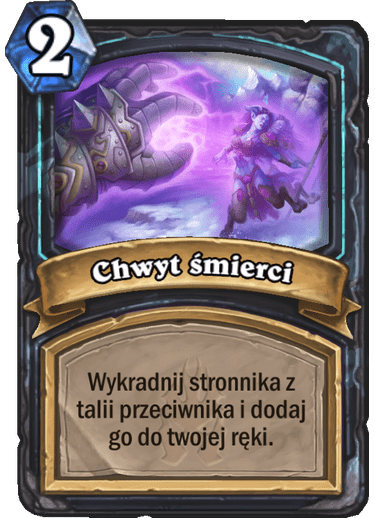 2
Chwyt śmierci
Wykradnij stronnika z
talii przeciwnika i dodaj
go do twojej ręki.